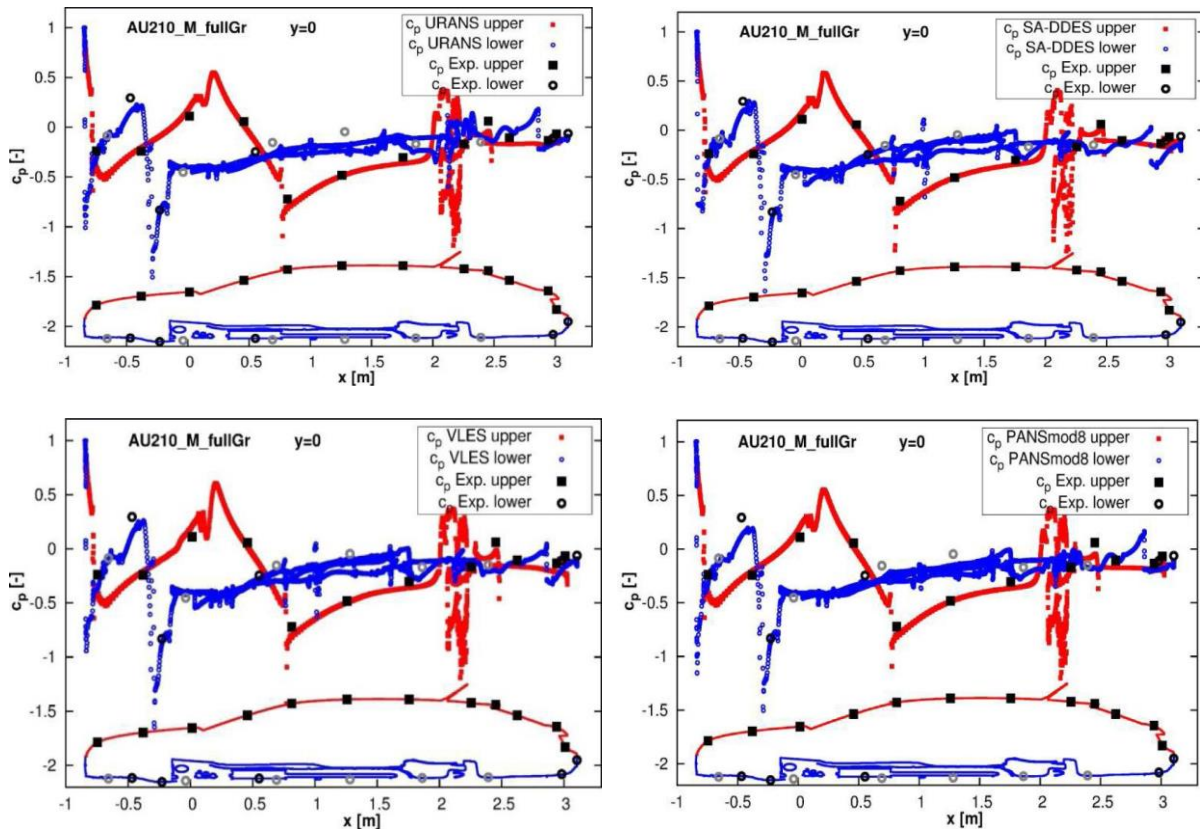 AU210_M_fullGr y=0
c_p URANS upper
c_p URANS lower
c_p Exp. upper
c_p Exp. lower
1
0.5
0
-0.5
-1
-1.5
-2
c_p [-]
-1 -0.5 0 0.5 1 1.5 2 2.5 3
x [m]
AU210_M_fullGr y=0
c_p SA-DDES upper
c_p SA-DDES lower
c_p Exp. upper
c_p Exp. lower
1
0.5
0
-0.5
-1
-1.5
-2
c_p [-]
-1 -0.5 0 0.5 1 1.5 2 2.5 3
x [m]
AU210_M_fullGr y=0
c_p VLES upper
c_p VLES lower
c_p Exp. upper
c_p Exp. lower
1
0.5
0
-0.5
-1
-1.5
-2
c_p [-]
-1 -0.5 0 0.5 1 1.5 2 2.5 3
x [m]
AU210_M_fullGr y=0
c_p PANSmod8 upper
c_p PANSmod8 lower
c_p Exp. upper
c_p Exp. lower
1
0.5
0
-0.5
-1
-1.5
-2
c_p [-]
-1 -0.5 0 0.5 1 1.5 2 2.5 3
x [m]